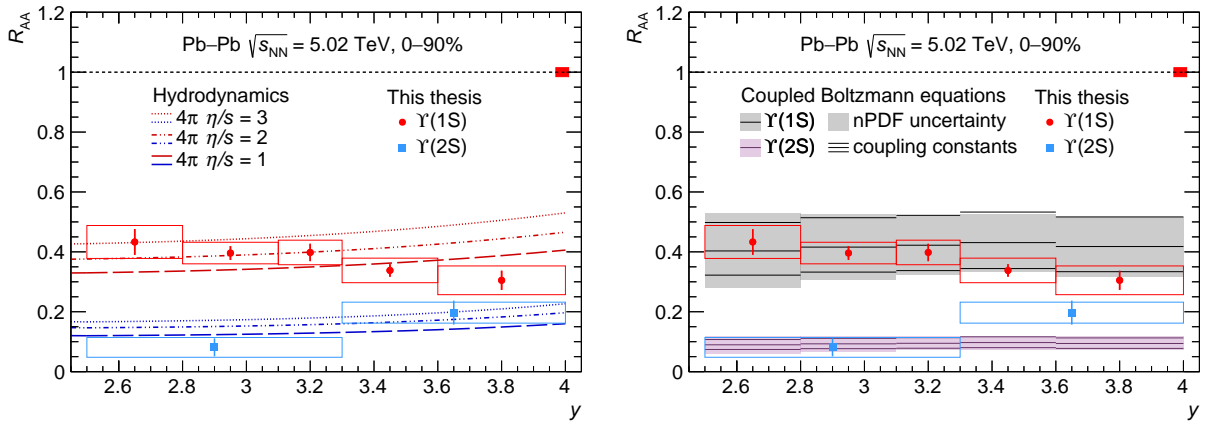 R_AA
Pb–Pb √s_NN = 5.02 TeV, 0–90%
Hydrodynamics
4π η/s = 3
4π η/s = 2
4π η/s = 1
This thesis
ϒ(1S)
ϒ(2S)
1.2
1
0.8
0.6
0.4
0.2
0
2.6 2.8 3 3.2 3.4 3.6 3.8 4
y
R_AA
Pb–Pb √s_NN = 5.02 TeV, 0–90%
Coupled Boltzmann equations
ϒ(1S) nPDF uncertainty
ϒ(2S) coupling constants
This thesis
ϒ(1S)
ϒ(2S)
1.2
1
0.8
0.6
0.4
0.2
0
2.6 2.8 3 3.2 3.4 3.6 3.8 4
y